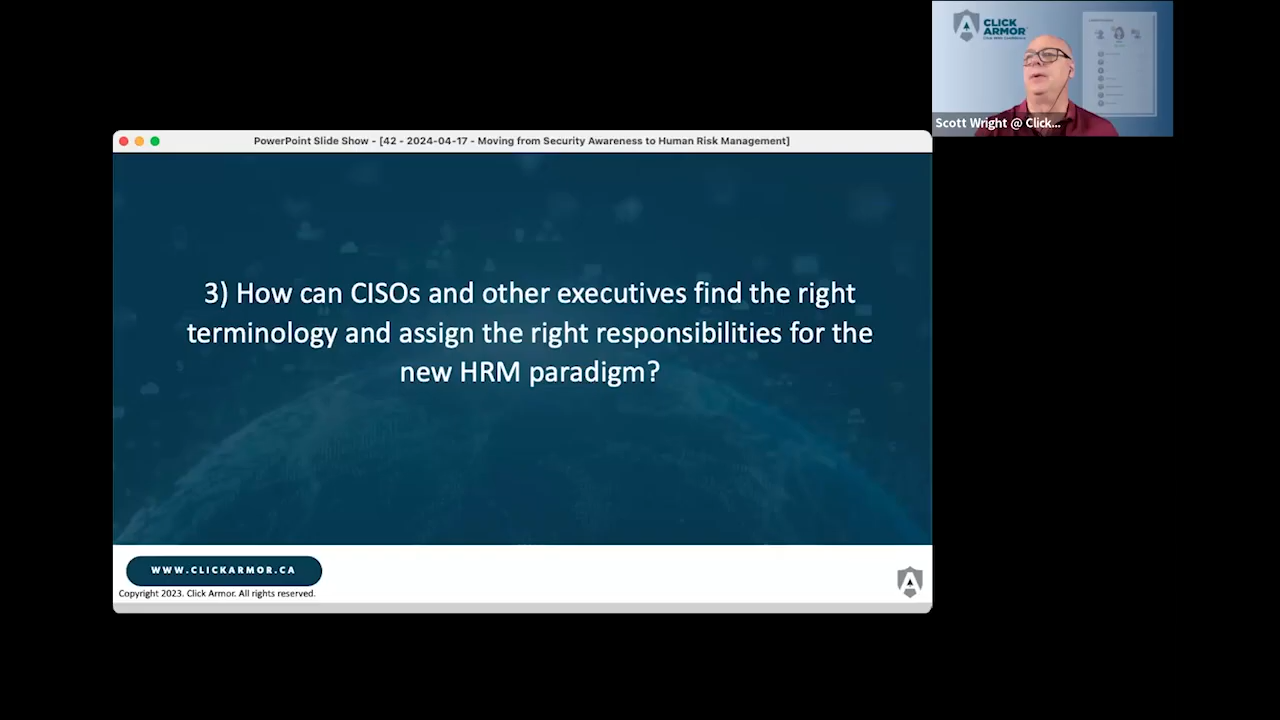 CLICK
ARMOR
Scott Wright @ Click...
PowerPoint Slide Show - [42 - 2024-04-17 - Moving from Security Awareness to Human Risk Management]
3) How can CISOs and other executives find the right
terminology and assign the right responsibilities for the
new HRM paradigm?
WWW.CLICKARMOR.CA
Copyright 2023. Click Armor. All rights reserved.